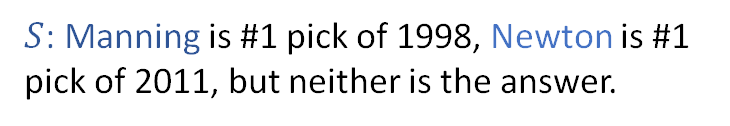 S: Manning is #1 pick of 1998, Newton is #1
pick of 2011, but neither is the answer.